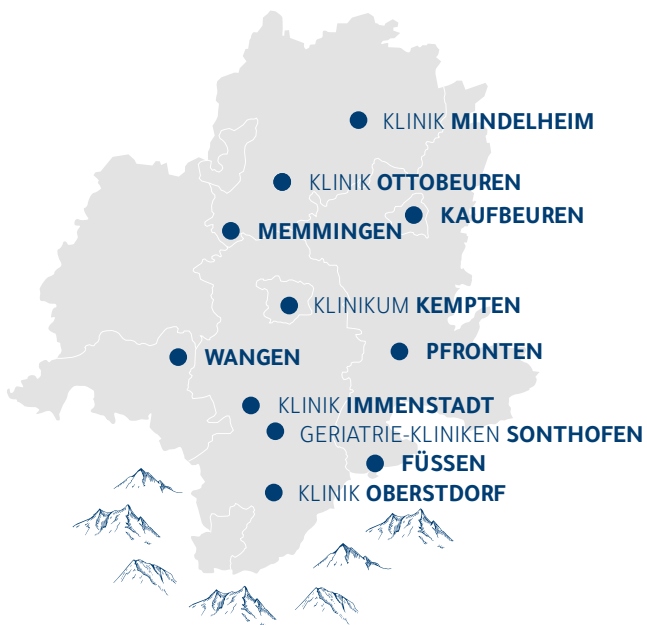 KLINIK MINDELHEIM
KLINIK OTTOBEUREN
KAUFBEUREN
MEMMINGEN
KLINIKUM KEMPTEN
PFRONTEN
WANGEN
KLINIK IMMENSTADT
GERIATRIE-KLINIKEN SONTHOFEN
FÜSSEN
KLINIK OBERSTDORF